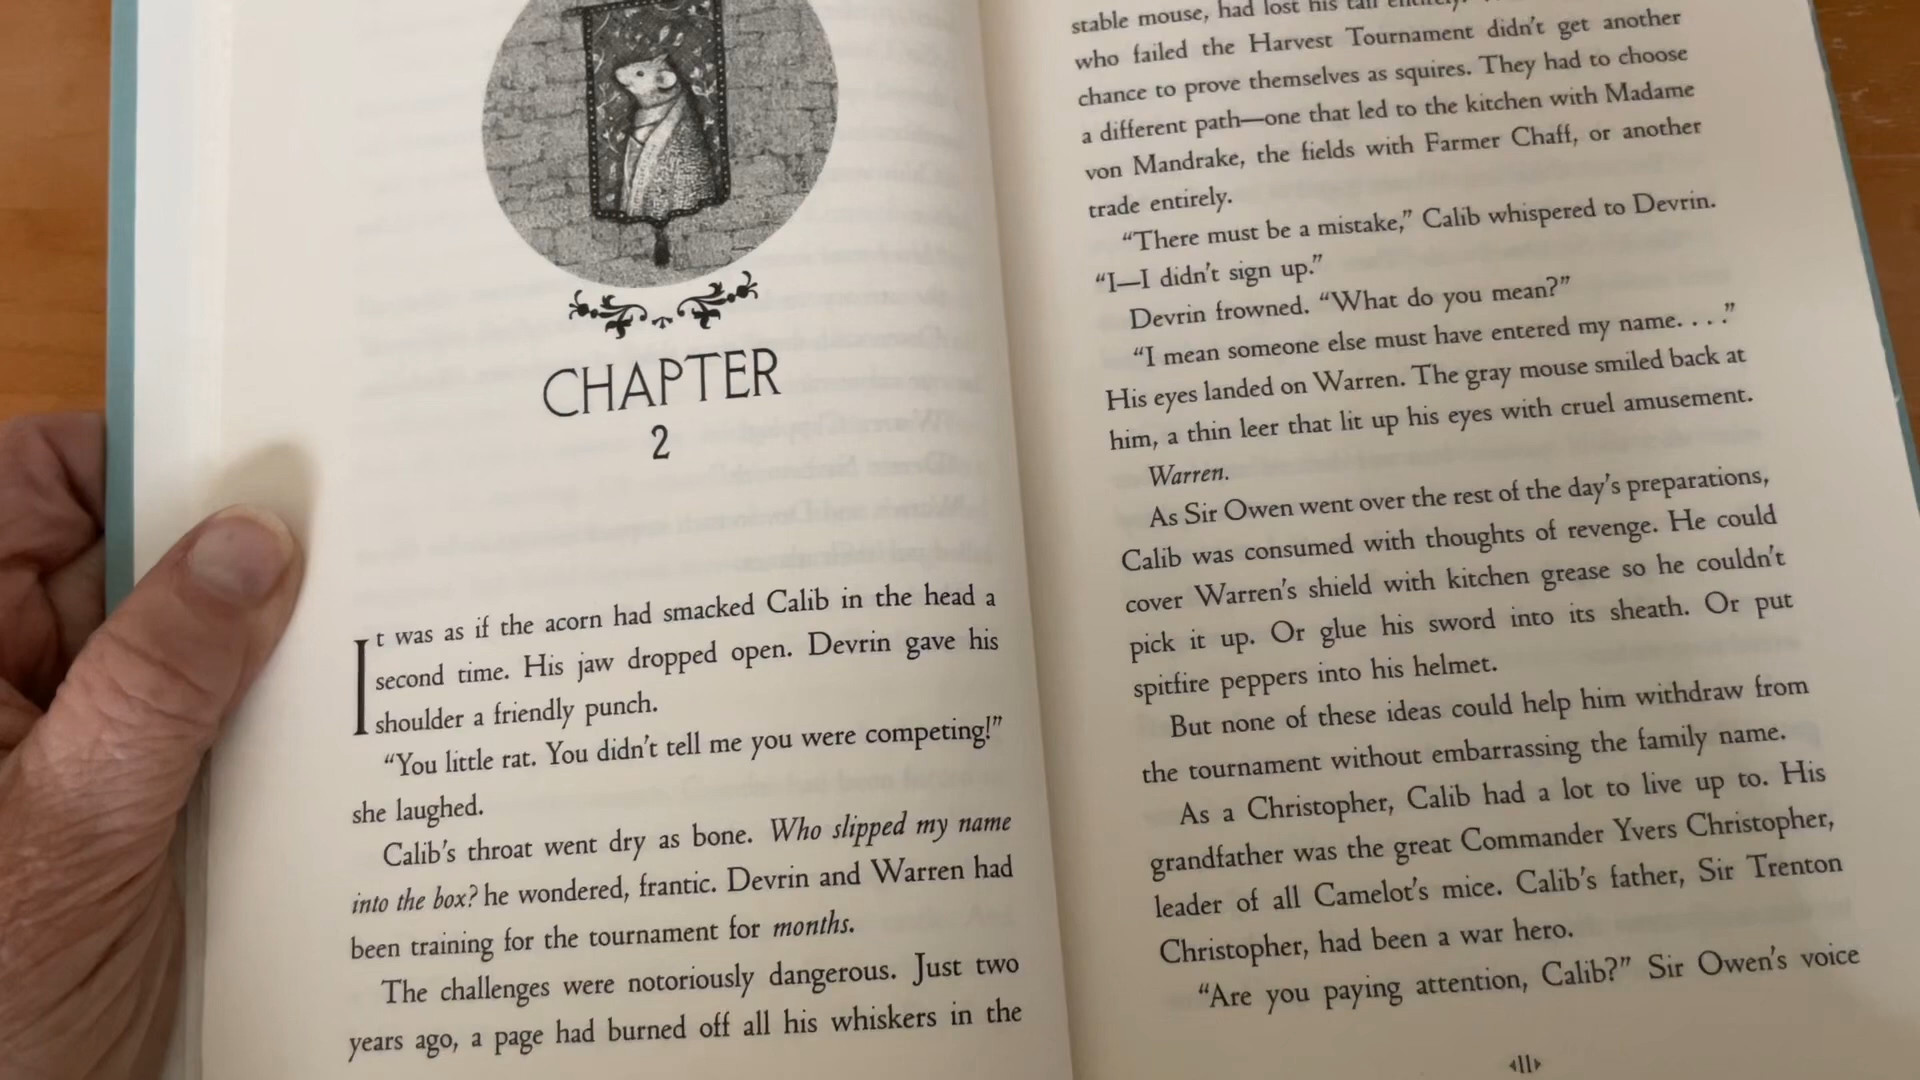 CHAPTER
2
It was as if the acorn had smacked Calib in the head a
second time. His jaw dropped open. Devrin gave his
shoulder a friendly punch.
“You little rat. You didn’t tell me you were competing!”
she laughed.
Calib’s throat went dry as bone. Who slipped my name
into the box? he wondered, frantic. Devrin and Warren had
been training for the tournament for months.
The challenges were notoriously dangerous. Just two
years ago, a page had burned off all his whiskers in the
stable mouse, had lost his tail entirely.
who failed the Harvest Tournament didn’t get another
chance to prove themselves as squires. They had to choose
a different path—one that led to the kitchen with Madame
von Mandrake, the fields with Farmer Chaff, or another
trade entirely.
“There must be a mistake,” Calib whispered to Devrin.
“I—I didn’t sign up.”
Devrin frowned. “What do you mean?”
“I mean someone else must have entered my name. . . .”
His eyes landed on Warren. The gray mouse smiled back at
him, a thin leer that lit up his eyes with cruel amusement.
Warren.
As Sir Owen went over the rest of the day’s preparations,
Calib was consumed with thoughts of revenge. He could
cover Warren’s shield with kitchen grease so he couldn’t
pick it up. Or glue his sword into its sheath. Or put
spitfire peppers into his helmet.
But none of these ideas could help him withdraw from
the tournament without embarrassing the family name.
As a Christopher, Calib had a lot to live up to. His
grandfather was the great Commander Yvers Christopher,
leader of all Camelot’s mice. Calib’s father, Sir Trenton
Christopher, had been a war hero.
“Are you paying attention, Calib?” Sir Owen’s voice
11